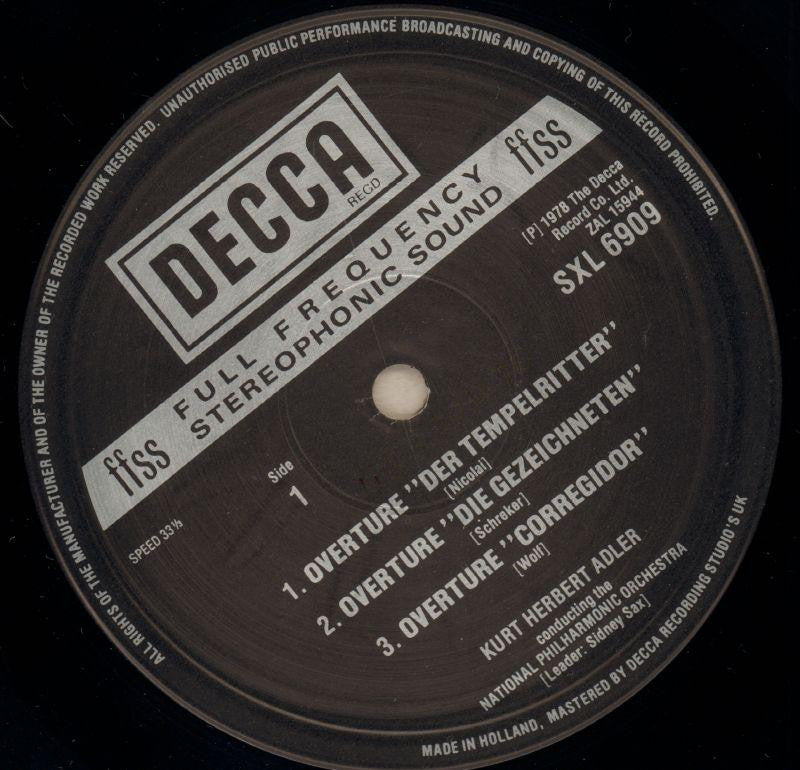 ALL RIGHTS OF THE MANUFACTURER AND OF THE OWNER OF THE RECORDED WORK RESERVED. UNAUTHORISED PUBLIC PERFORMANCE BROADCASTING AND COPYING OF THIS RECORD PROHIBITED.
DECCA
REGD
ffss FULL FREQUENCY ffss
STEREOPHONIC SOUND
[P] 1978 The Decca
Record Co. Ltd.
ZAL 15944
SXL 6909
SPEED 33⅓
Side
1
1. OVERTURE "DER TEMPELRITTER"
[Nicolai]
2. OVERTURE "DIE GEZEICHNETEN"
[Schreker]
3. OVERTURE "CORREGIDOR"
[Wolf]
KURT HERBERT ADLER
conducting the
NATIONAL PHILHARMONIC ORCHESTRA
[Leader: Sidney Sax]
MADE IN HOLLAND, MASTERED BY DECCA RECORDING STUDIO'S UK